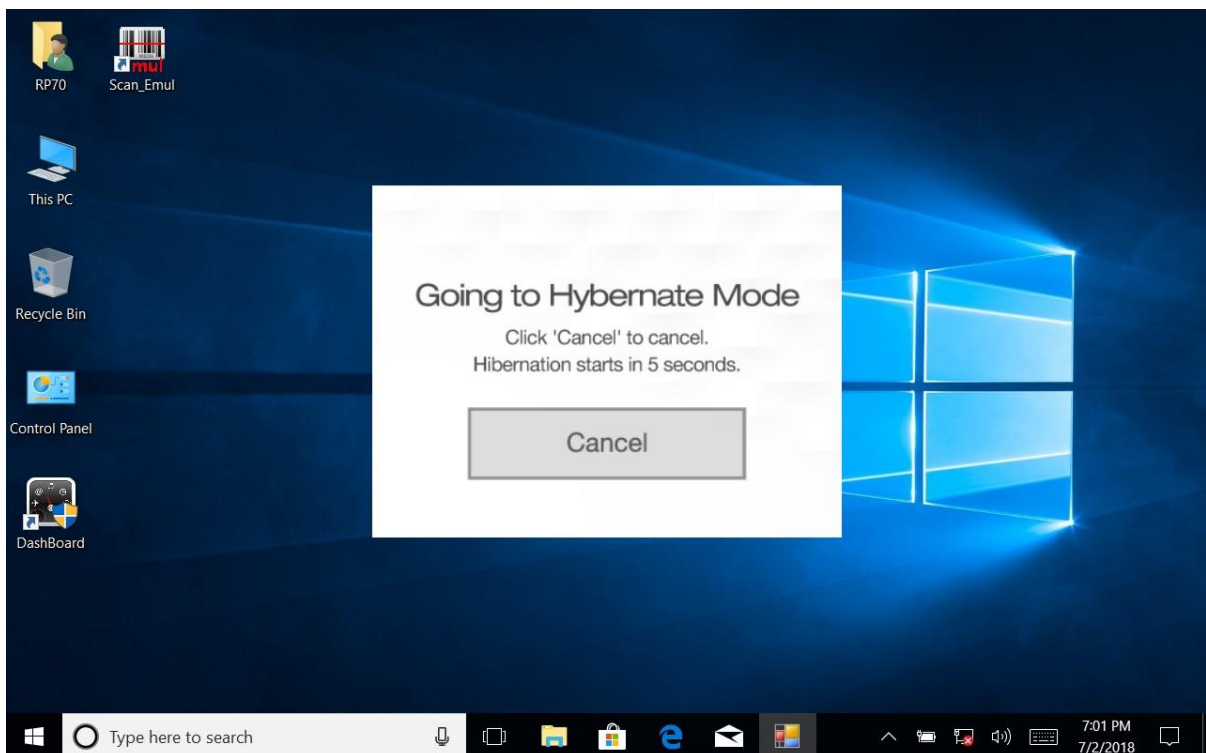 RP70
Scan_Emul
This PC
Recycle Bin
Control Panel
DashBoard
Going to Hybernate Mode
Click 'Cancel' to cancel.
Hibernation starts in 5 seconds.
Cancel
Type here to search
7:01 PM
7/2/2018